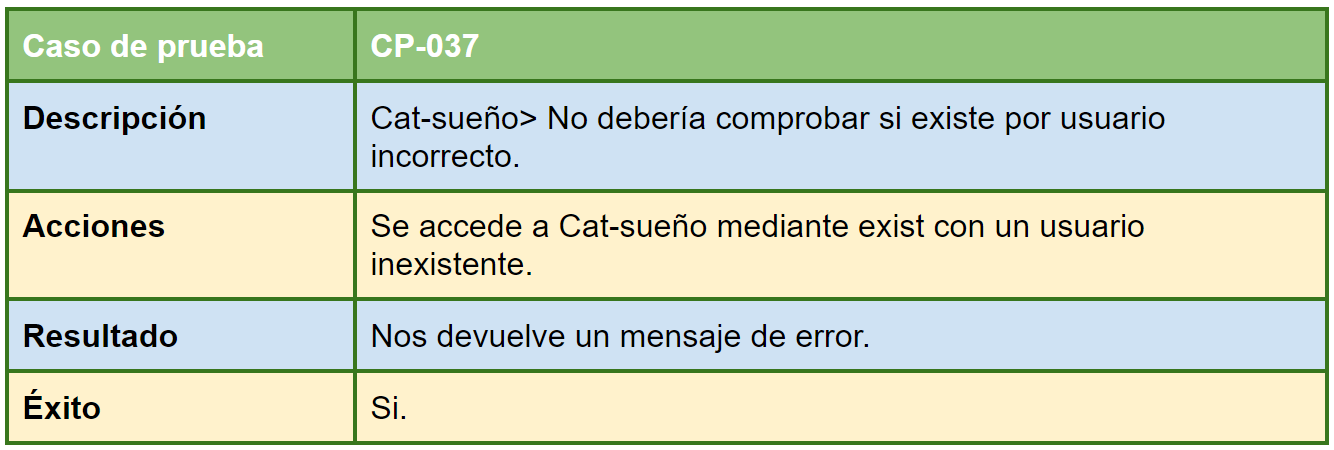 Caso de prueba CP-037
Descripción Cat-sueño> No debería comprobar si existe por usuario
incorrecto.
Acciones Se accede a Cat-sueño mediante exist con un usuario
inexistente.
Resultado Nos devuelve un mensaje de error.
Éxito Si.